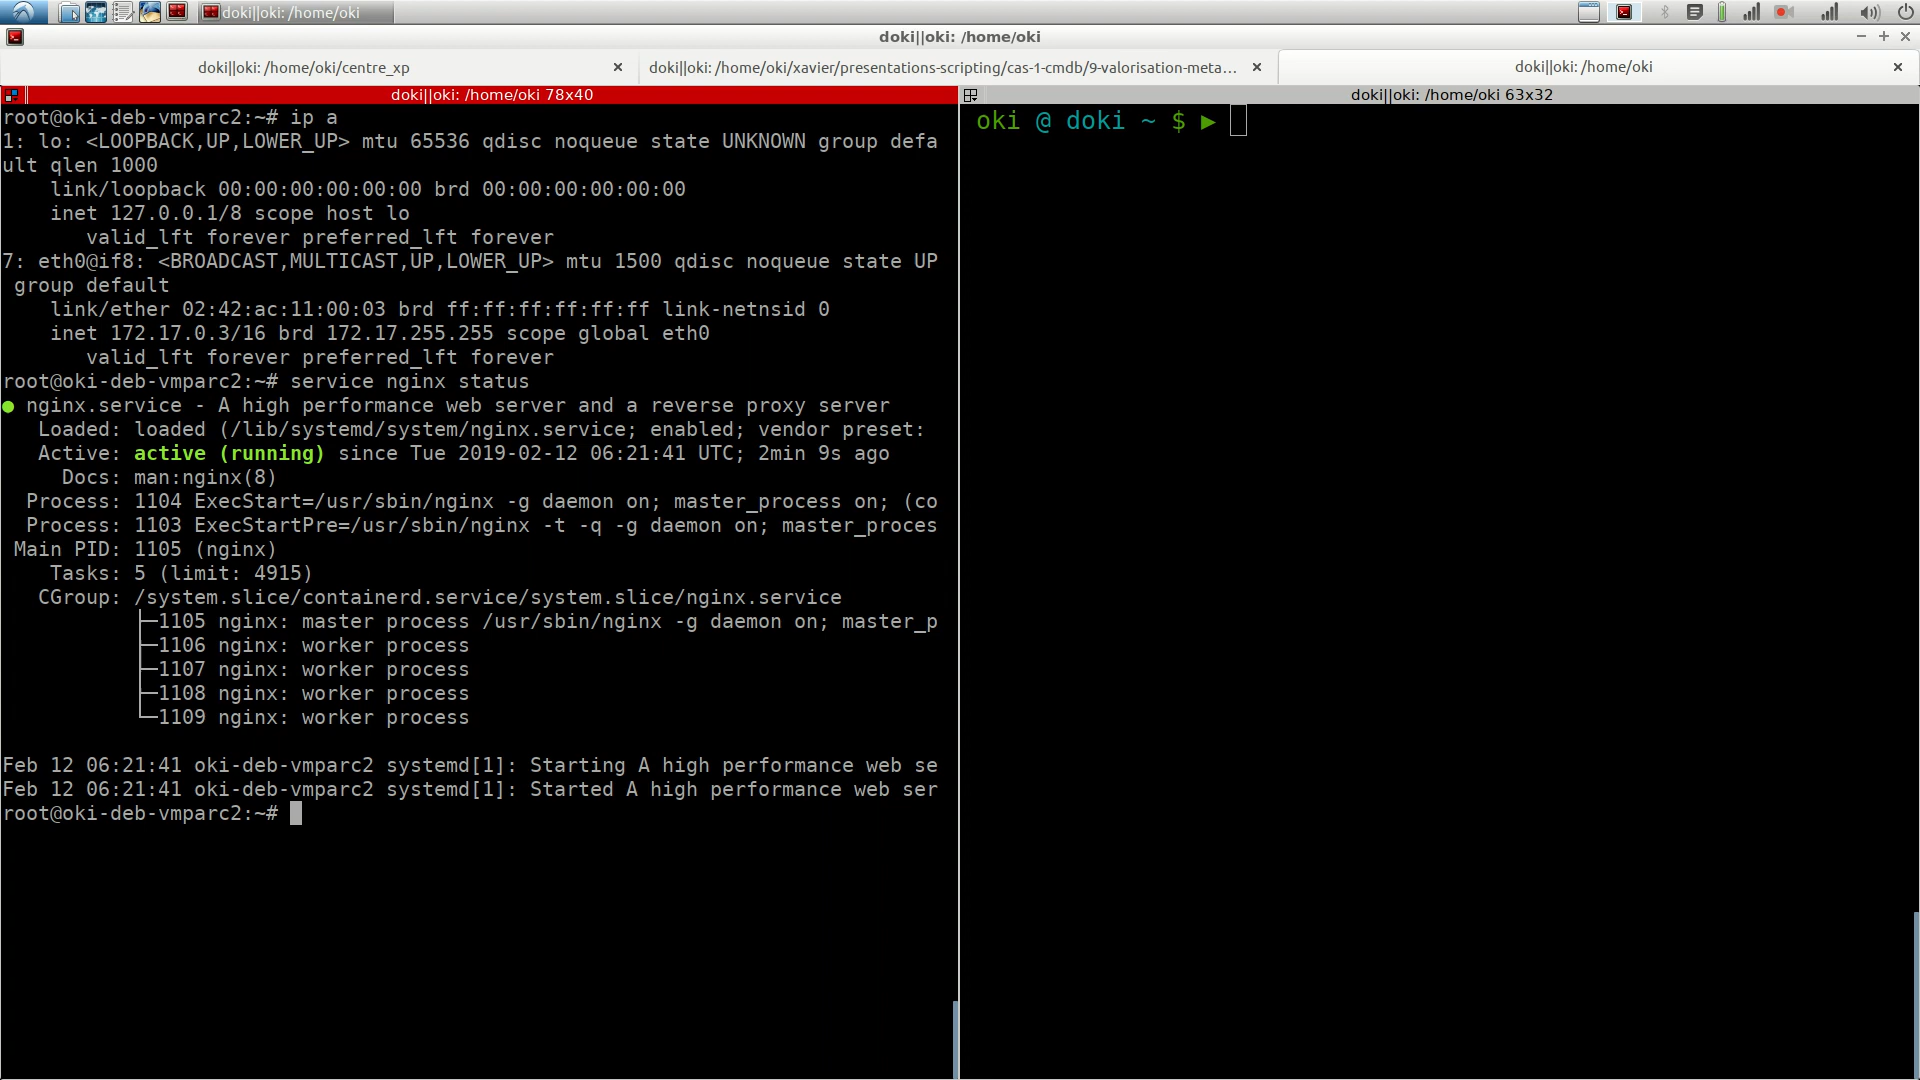 doki||oki: /home/oki
doki||oki: /home/oki
doki||oki: /home/oki/centre_xp
doki||oki: /home/oki/xavier/presentations-scripting/cas-1-cmdb/9-valorisation-meta...
doki||oki: /home/oki
doki||oki: /home/oki 78x40
root@oki-deb-vmparc2:~# ip a
1: lo: <LOOPBACK,UP,LOWER_UP> mtu 65536 qdisc noqueue state UNKNOWN group defa
ult qlen 1000
    link/loopback 00:00:00:00:00:00 brd 00:00:00:00:00:00
    inet 127.0.0.1/8 scope host lo
       valid_lft forever preferred_lft forever
7: eth0@if8: <BROADCAST,MULTICAST,UP,LOWER_UP> mtu 1500 qdisc noqueue state UP
 group default
    link/ether 02:42:ac:11:00:03 brd ff:ff:ff:ff:ff:ff link-netnsid 0
    inet 172.17.0.3/16 brd 172.17.255.255 scope global eth0
       valid_lft forever preferred_lft forever
root@oki-deb-vmparc2:~# service nginx status
● nginx.service - A high performance web server and a reverse proxy server
   Loaded: loaded (/lib/systemd/system/nginx.service; enabled; vendor preset:
   Active: active (running) since Tue 2019-02-12 06:21:41 UTC; 2min 9s ago
     Docs: man:nginx(8)
  Process: 1104 ExecStart=/usr/sbin/nginx -g daemon on; master_process on; (co
  Process: 1103 ExecStartPre=/usr/sbin/nginx -t -q -g daemon on; master_proces
 Main PID: 1105 (nginx)
    Tasks: 5 (limit: 4915)
   CGroup: /system.slice/containerd.service/system.slice/nginx.service
           ├─1105 nginx: master process /usr/sbin/nginx -g daemon on; master_p
           ├─1106 nginx: worker process
           ├─1107 nginx: worker process
           ├─1108 nginx: worker process
           └─1109 nginx: worker process
Feb 12 06:21:41 oki-deb-vmparc2 systemd[1]: Starting A high performance web se
Feb 12 06:21:41 oki-deb-vmparc2 systemd[1]: Started A high performance web ser
root@oki-deb-vmparc2:~#
doki||oki: /home/oki 63x32
oki @ doki ~ $ ▶